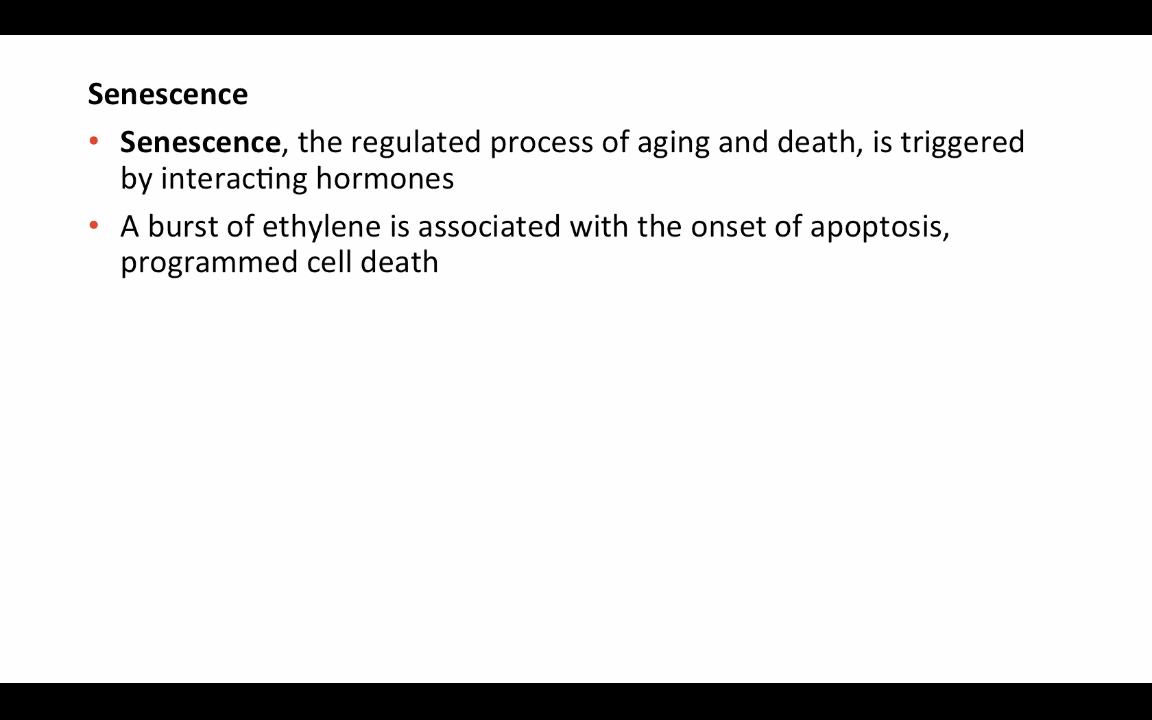 Senescence
• Senescence, the regulated process of aging and death, is triggered
by interacting hormones
• A burst of ethylene is associated with the onset of apoptosis,
programmed cell death